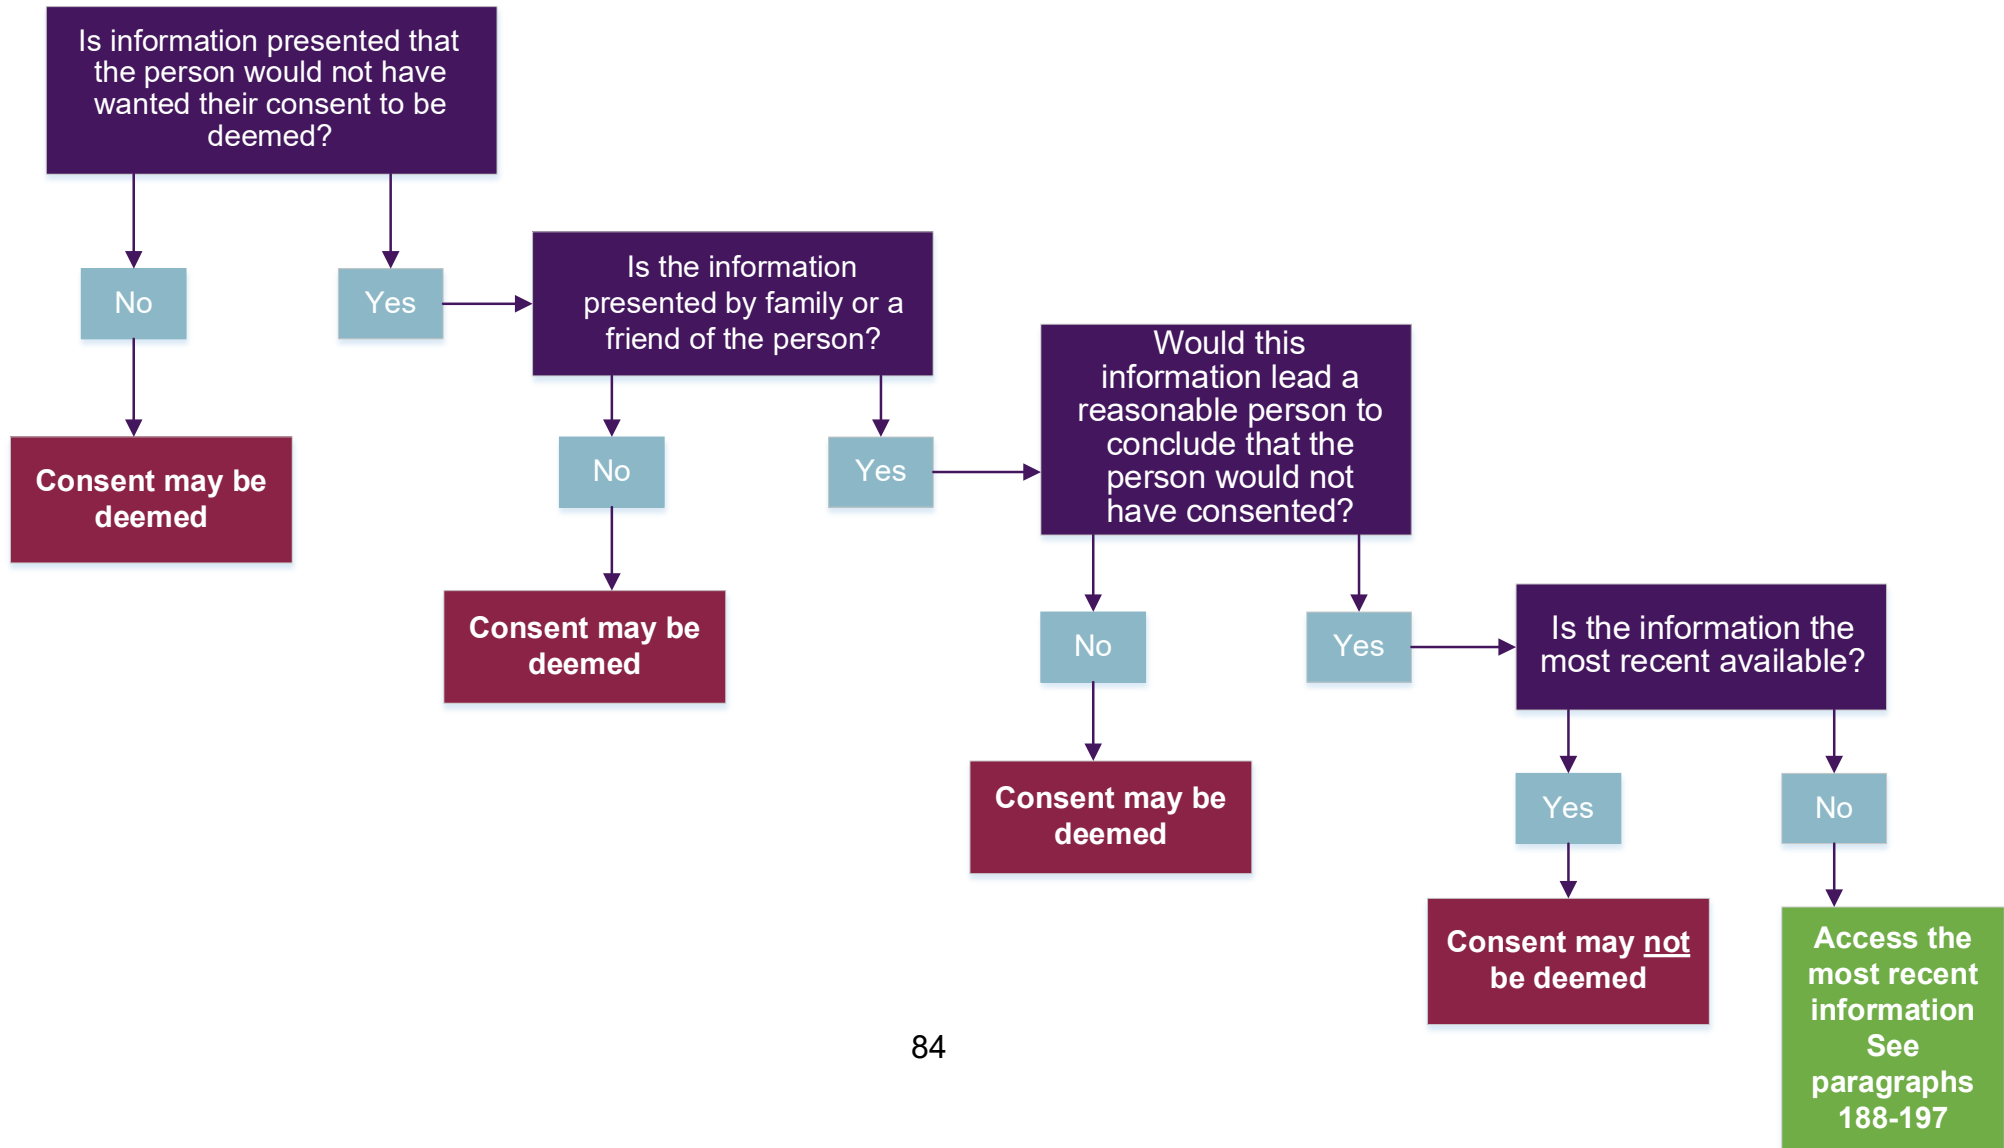 Is information presented that
the person would not have
wanted their consent to be
deemed?
No
Yes
Is the information
presented by family or a
friend of the person?
Consent may be
deemed
No
Yes
Would this
information lead a
reasonable person to
conclude that the
person would not
have consented?
Consent may be
deemed
No
Yes
Is the information the
most recent available?
Consent may be
deemed
Yes
No
Consent may not
be deemed
Access the
most recent
information
See
paragraphs
188-197
84